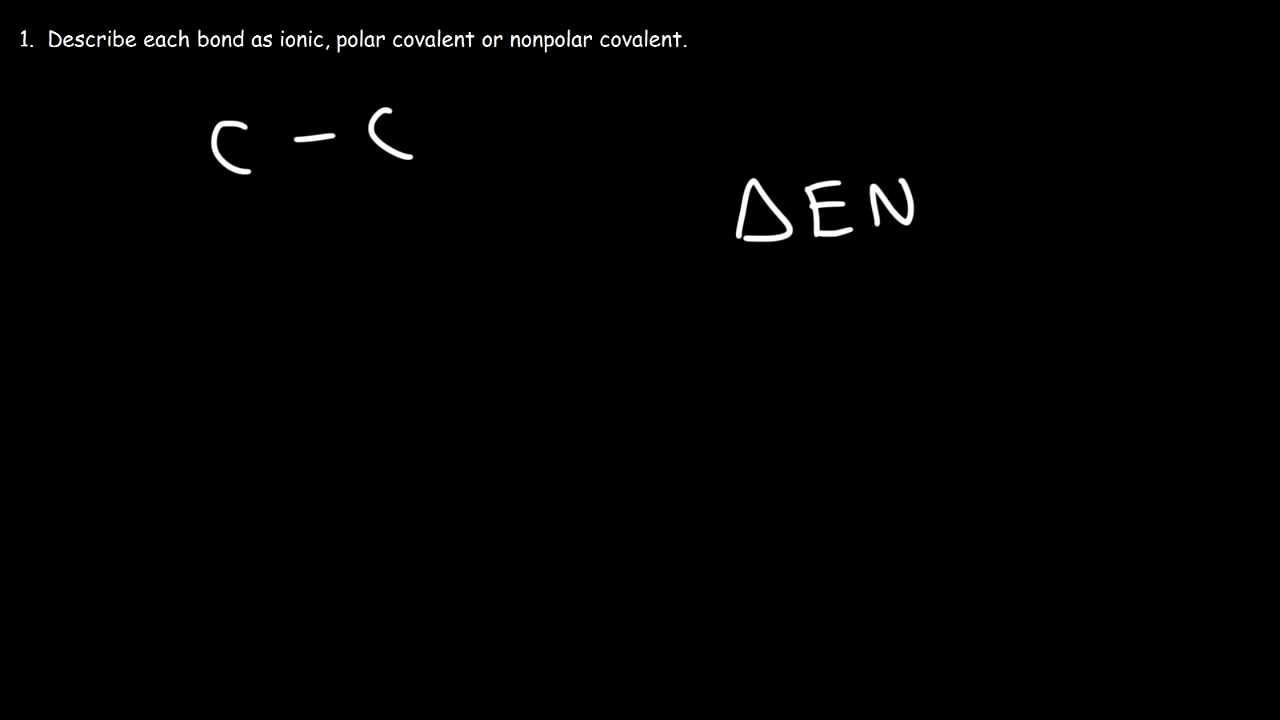 1. Describe each bond as ionic, polar covalent or nonpolar covalent.
C - C
ΔEN